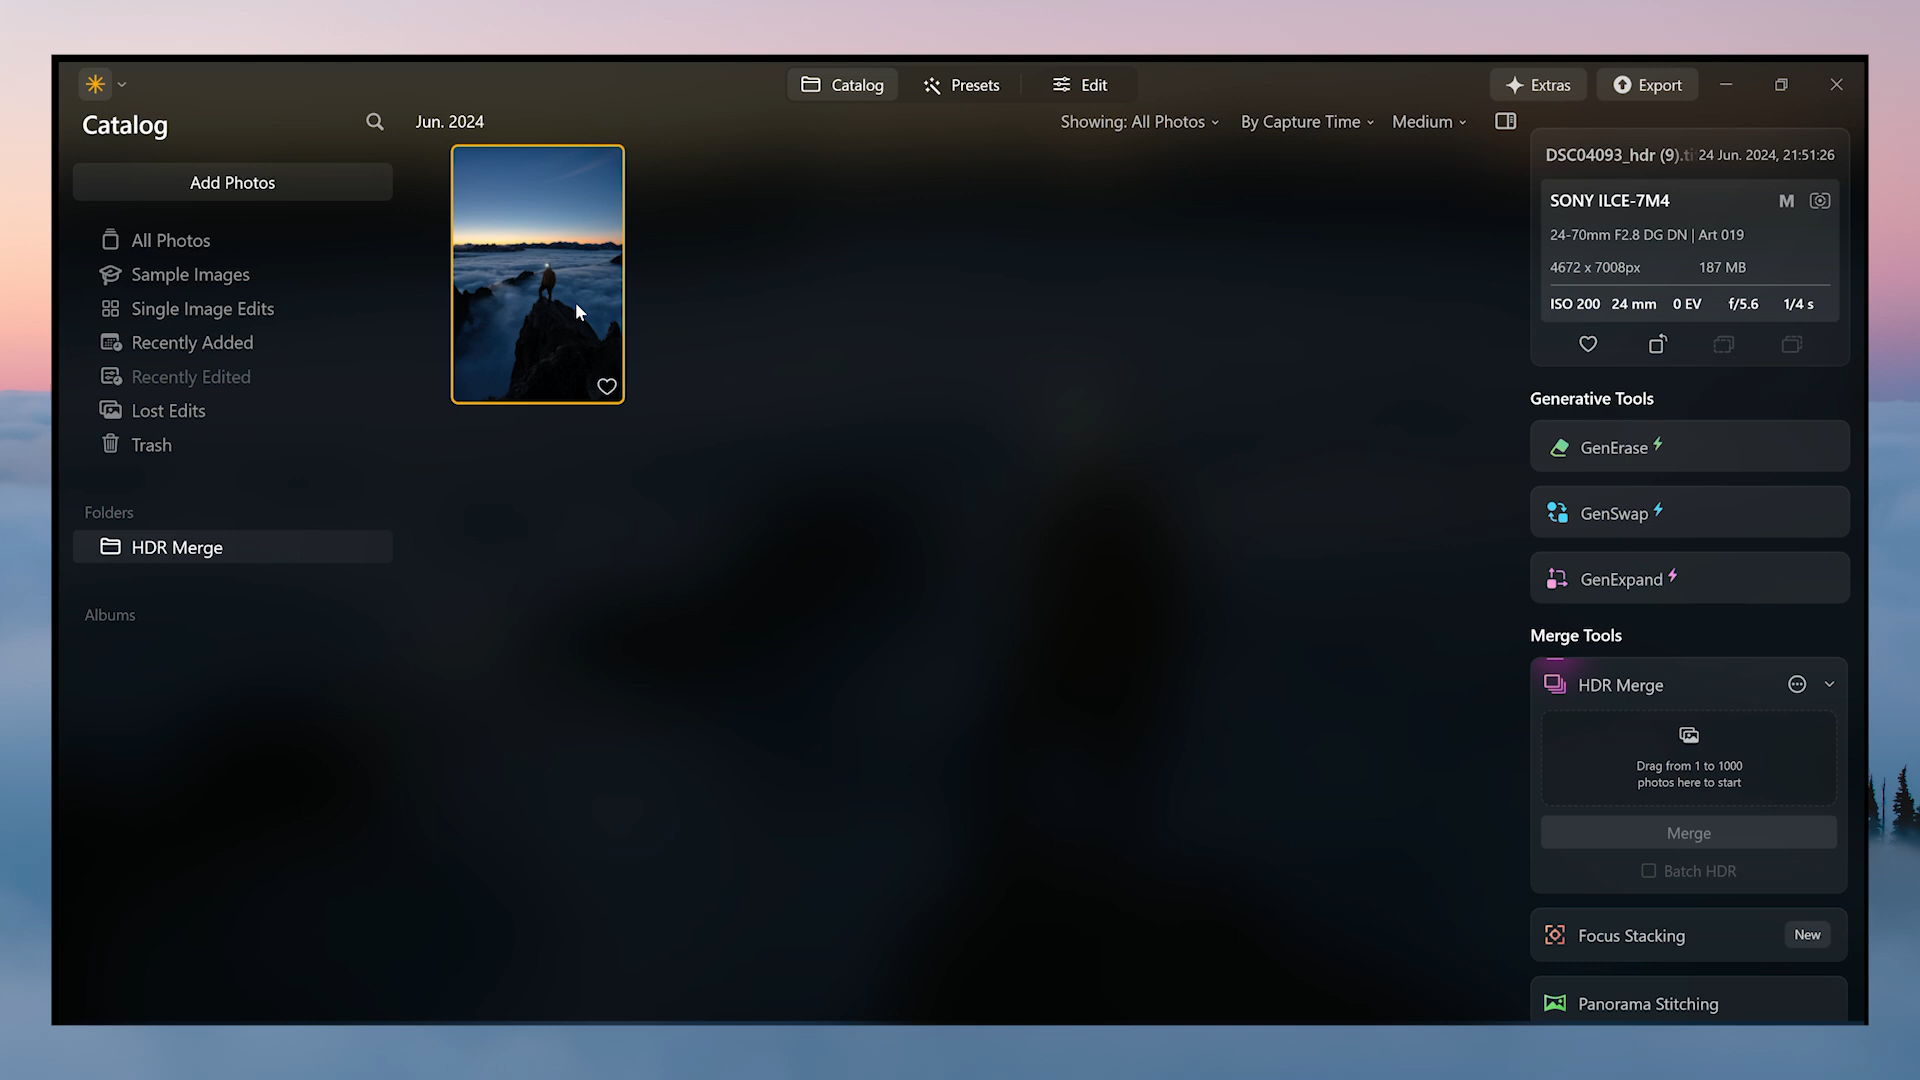 Catalog
Presets
Edit
Extras
Export
Catalog
Jun. 2024
Showing: All Photos
By Capture Time
Medium
Add Photos
All Photos
Sample Images
Single Image Edits
Recently Added
Recently Edited
Lost Edits
Trash
Folders
HDR Merge
Albums
DSC04093_hdr (9).ti 24 Jun. 2024, 21:51:26
SONY ILCE-7M4 M
24-70mm F2.8 DG DN | Art 019
4672 x 7008px 187 MB
ISO 200 24 mm 0 EV f/5.6 1/4 s
Generative Tools
GenErase
GenSwap
GenExpand
Merge Tools
HDR Merge
Drag from 1 to 1000
photos here to start
Merge
Batch HDR
Focus Stacking New
Panorama Stitching